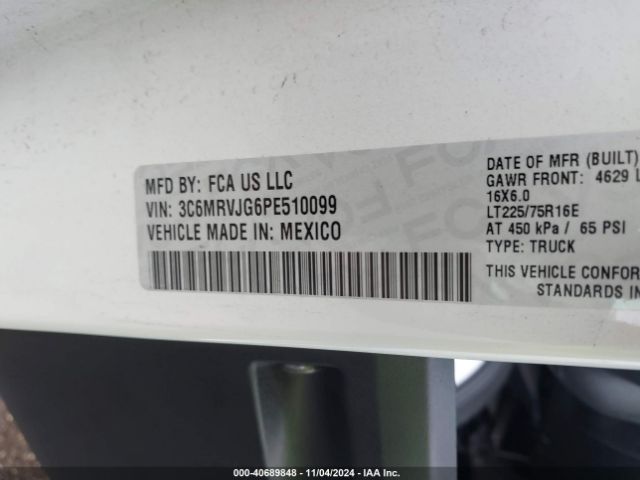 MFD BY: FCA US LLC
VIN: 3C6MRVJG6PE510099
VEHICLE MADE IN: MEXICO
DATE OF MFR (BUILT)
GAWR FRONT: 4629 L
16X6.0
LT225/75R16E
AT 450 kPa / 65 PSI
TYPE: TRUCK
THIS VEHICLE CONFOR
STANDARDS IN
000-40689848 - 11/04/2024 - IAA Inc.